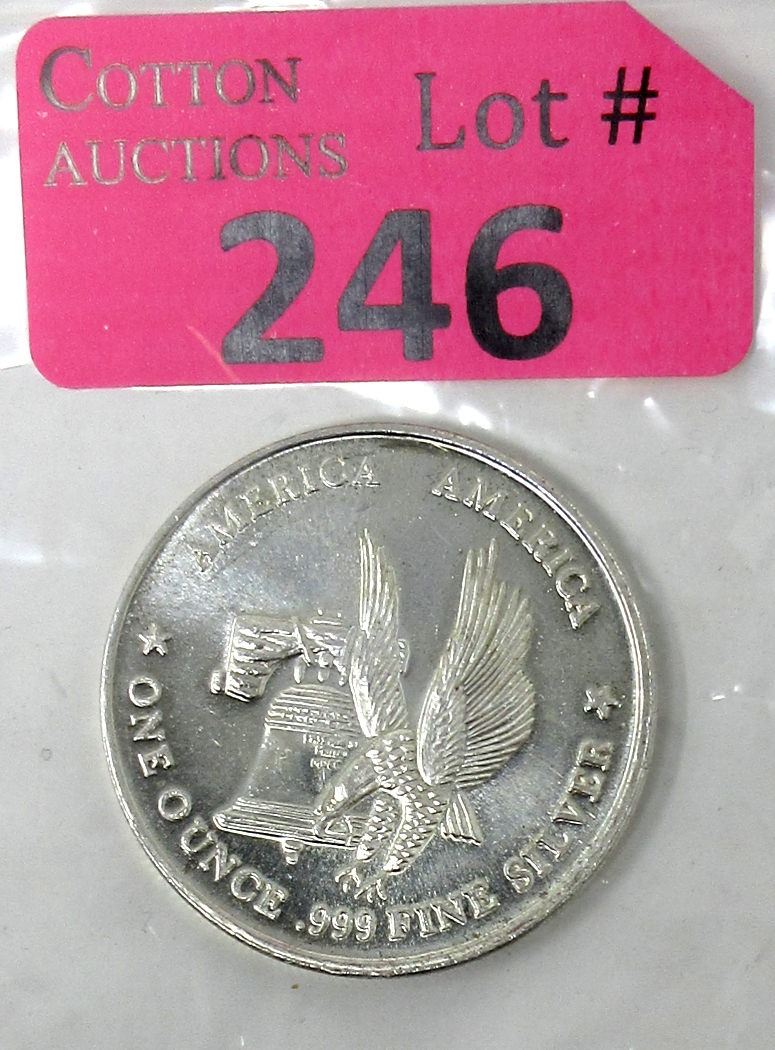 COTTON
AUCTIONS
Lot #
246
AMERICA AMERICA
ONE OUNCE .999 FINE SILVER